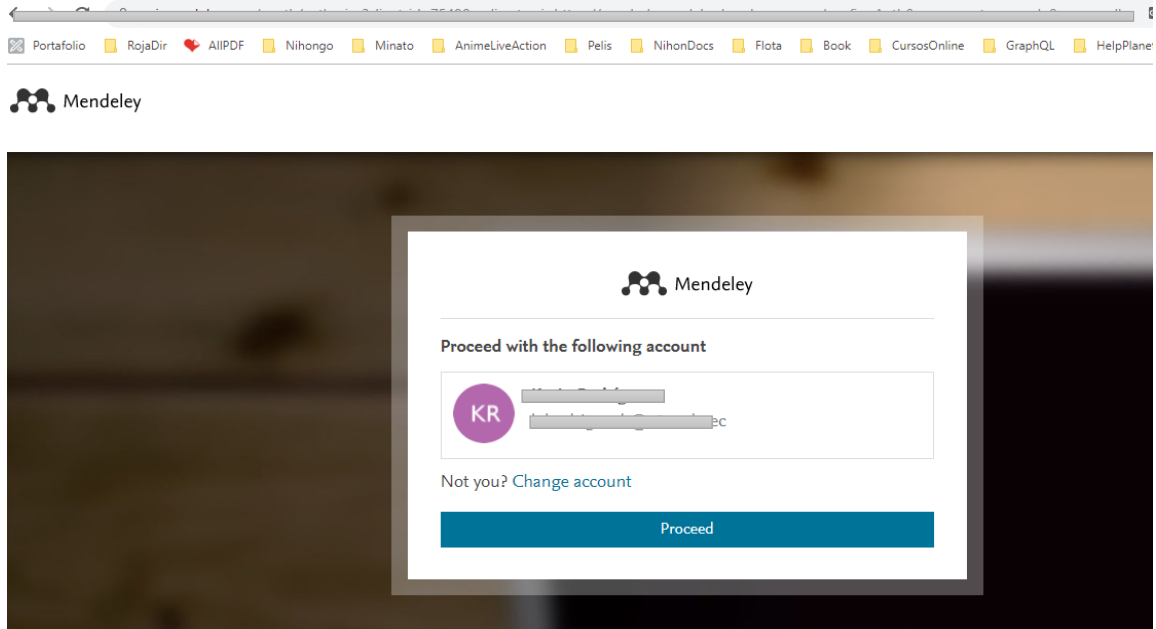 Portafolio RojaDir AllPDF Nihongo Minato AnimeLiveAction Pelis NihonDocs Flota Book CursosOnline GraphQL HelpPlanet
Mendeley
Mendeley
Proceed with the following account
KR
ec
Not you? Change account
Proceed